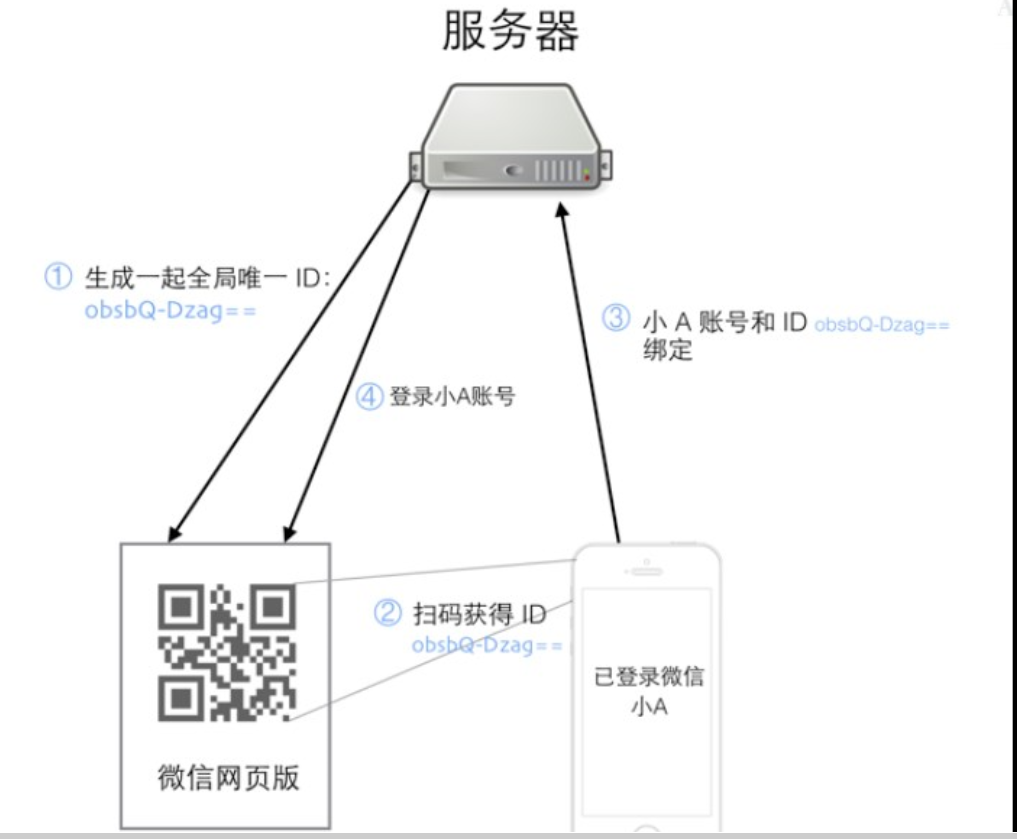 服务器
① 生成一起全局唯一 ID:
obsbQ-Dzag==
③ 小 A 账号和 ID obsbQ-Dzag==
绑定
④ 登录小A账号
② 扫码获得 ID
obsbQ-Dzag==
已登录微信
小A
微信网页版